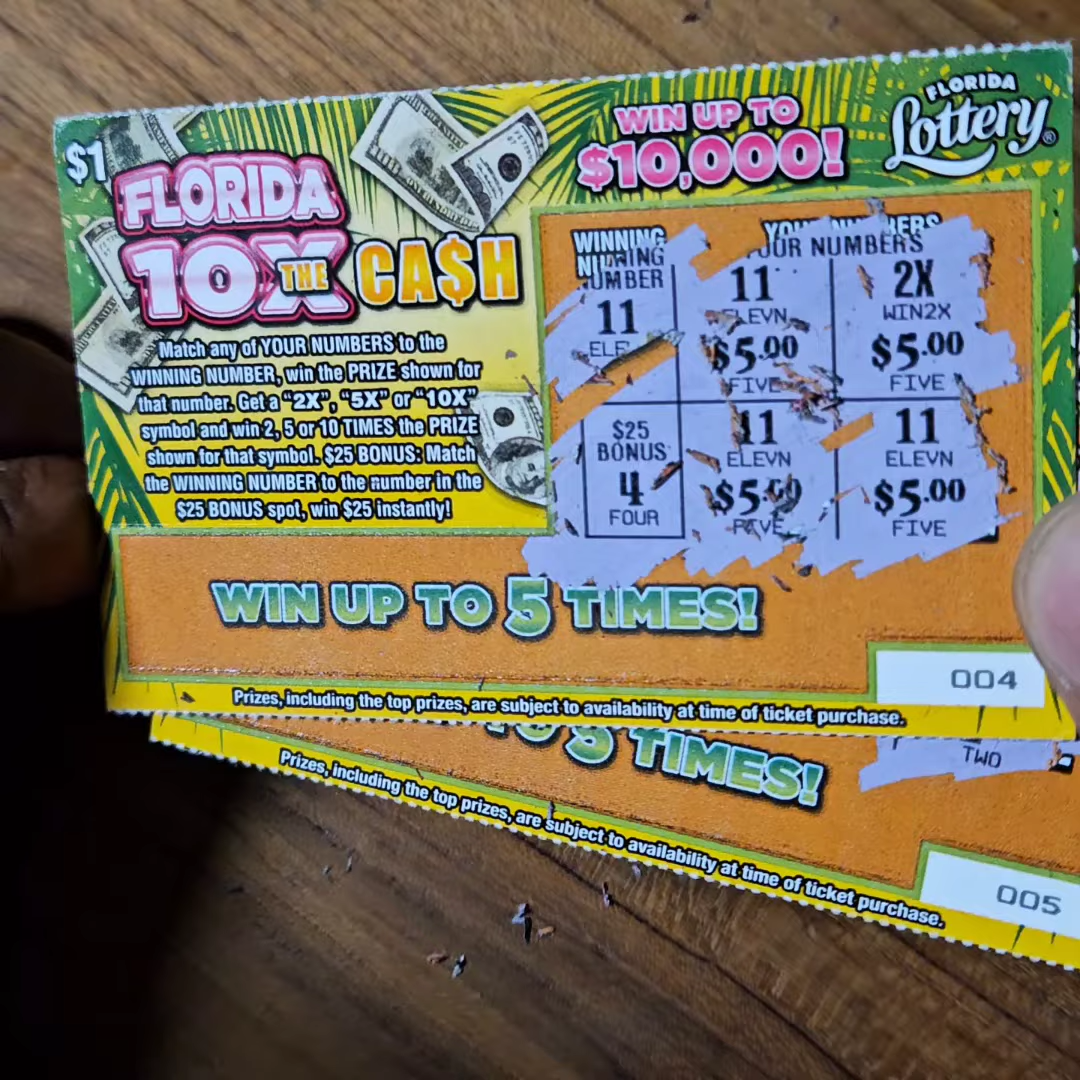 $1
FLORIDA
10X THE CA$H
Match any of YOUR NUMBERS to the
WINNING NUMBER, win the PRIZE shown for
that number. Get a "2X", "5X" or "10X"
symbol and win 2, 5 or 10 TIMES the PRIZE
shown for that symbol. $25 BONUS: Match
the WINNING NUMBER to the number in the
$25 BONUS spot, win $25 instantly!
WIN UP TO
$10,000!
FLORIDA
Lottery®
WINNING
NUMBER
11
YOUR NUMBERS
YOUR NUMBERS
11
$5.00
FIVE
2X
WIN2X
$5.00
FIVE
$25
BONUS
4
FOUR
11
ELEVN
FIVE
11
ELEVN
$5.00
FIVE
WIN UP TO 5 TIMES!
004
Prizes, including the top prizes, are subject to availability at time of ticket purchase.
5 TIMES!
TWO
Prizes, including the top prizes, are subject to availability at time of ticket purchase.
005